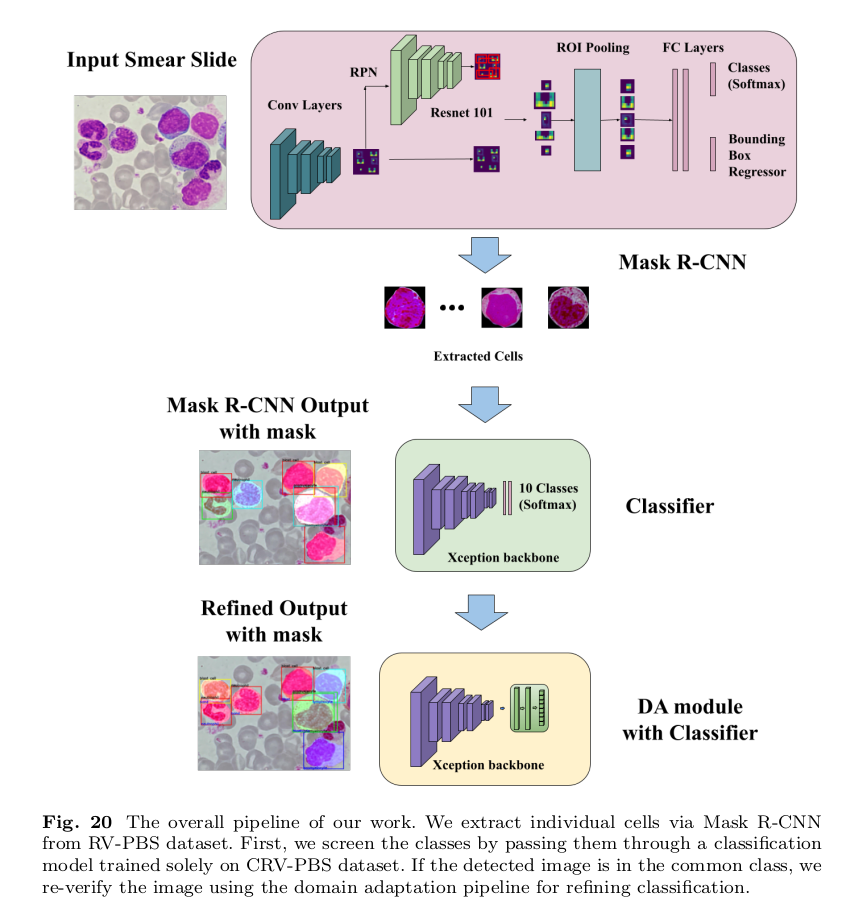 Input Smear Slide
Conv Layers
RPN
Resnet 101
ROI Pooling
FC Layers
Classes
(Softmax)
Bounding
Box
Regressor
Mask R-CNN
Extracted Cells
Mask R-CNN Output
with mask
10 Classes
(Softmax)
Xception backbone
Classifier
Refined Output
with mask
Xception backbone
DA module
with Classifier
Fig. 20 The overall pipeline of our work. We extract individual cells via Mask R-CNN
from RV-PBS dataset. First, we screen the classes by passing them through a classification
model trained solely on CRV-PBS dataset. If the detected image is in the common class, we
re-verify the image using the domain adaptation pipeline for refining classification.